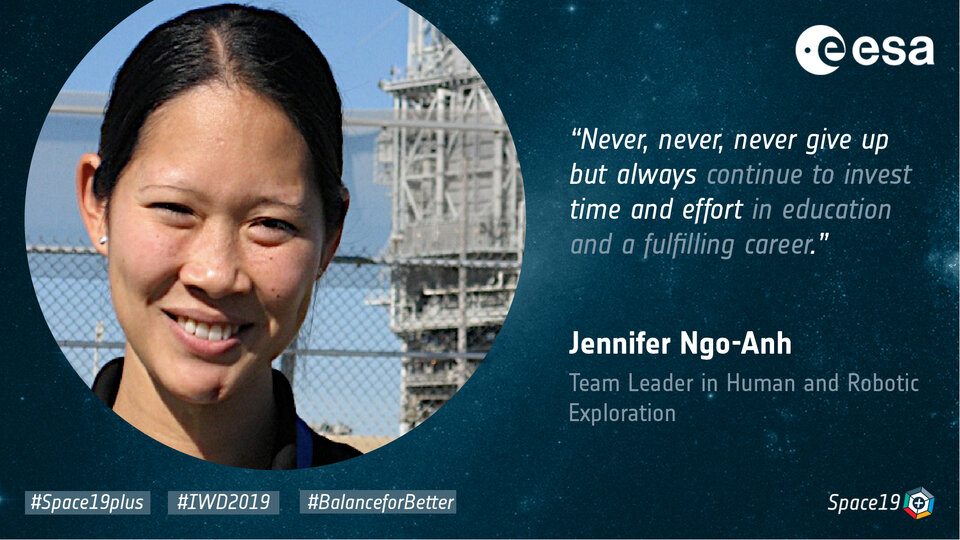 esa
“Never, never, never give up
but always continue to invest
time and effort in education
and a fulfilling career.”
Jennifer Ngo-Anh
Team Leader in Human and Robotic
Exploration
#Space19plus #IWD2019 #BalanceforBetter
Space19